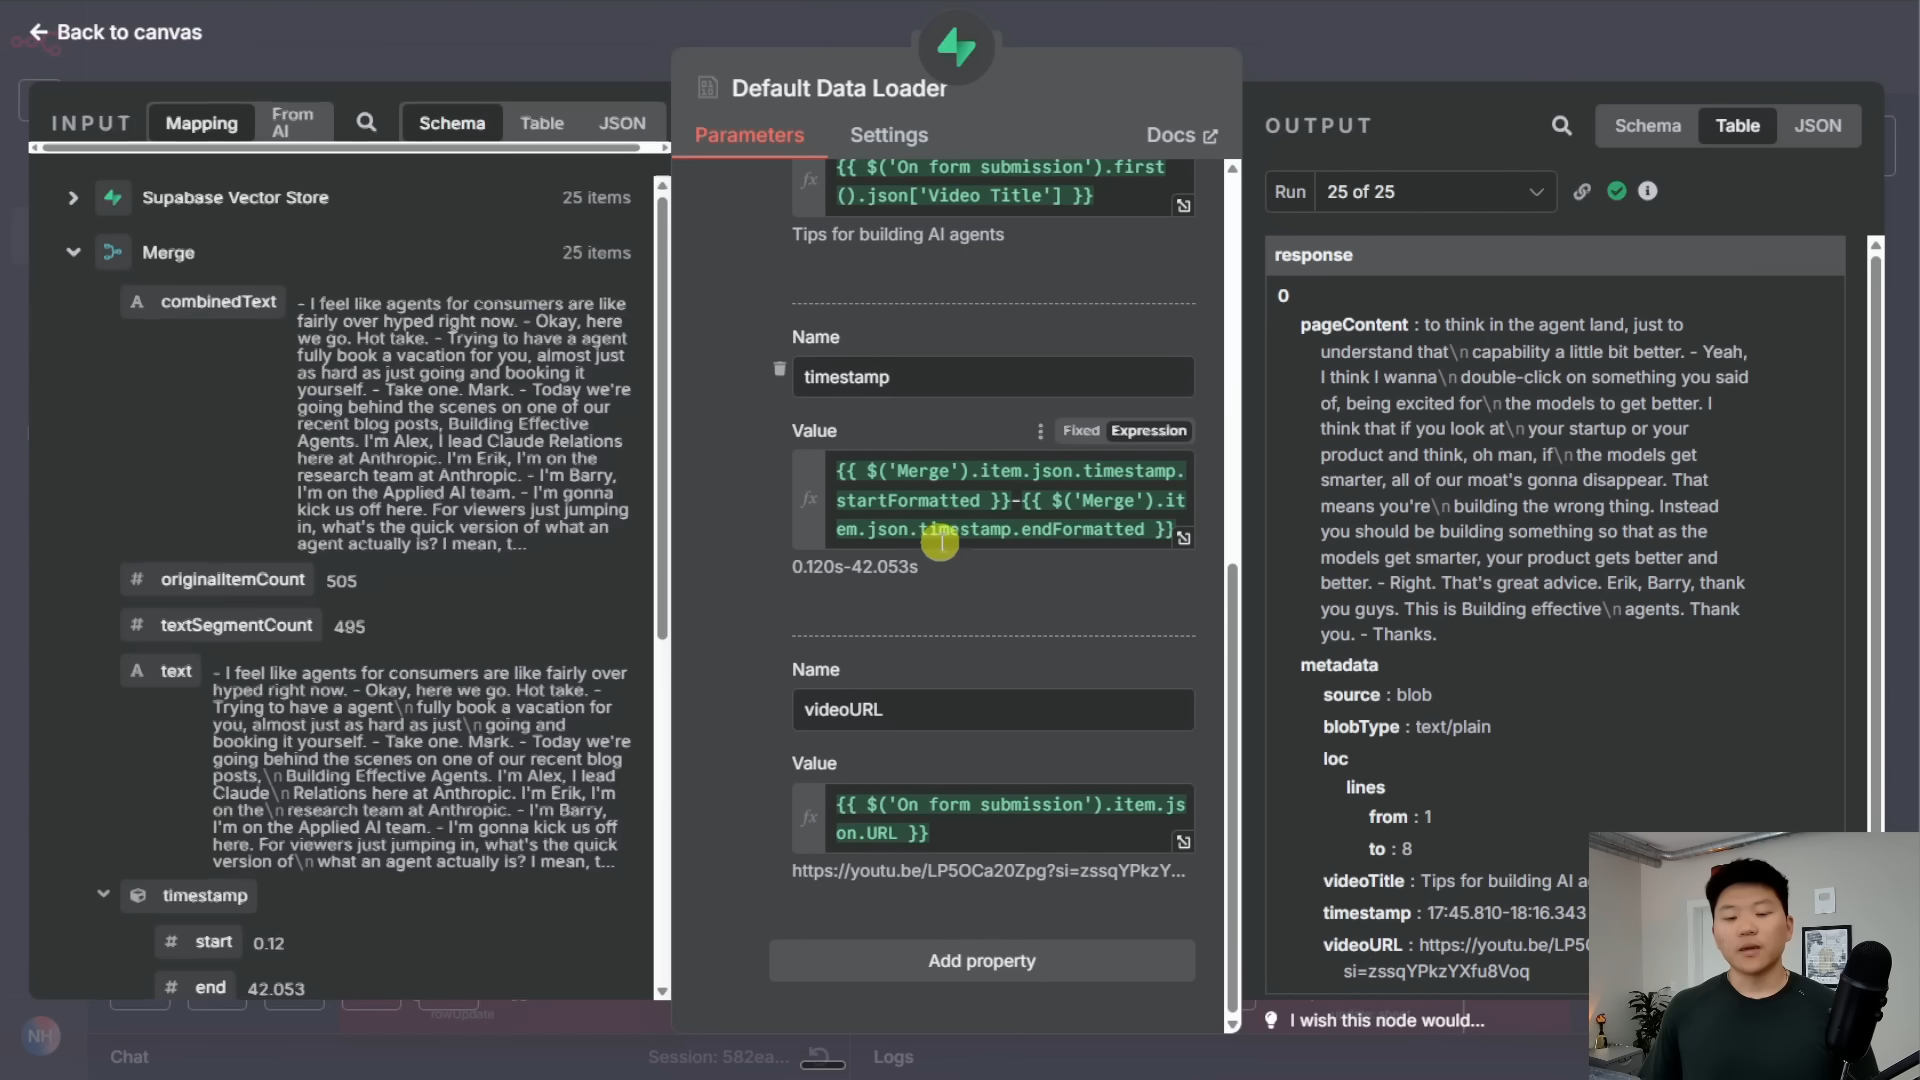 Back to canvas
INPUT
Mapping
From AI
Schema
Table
JSON
Supabase Vector Store
25 items
Merge
25 items
A combinedText
- I feel like agents for consumers are like
fairly over hyped right now. - Okay, here
we go. Hot take. - Trying to have a agent
fully book a vacation for you, almost just
as hard as just going and booking it
yourself. - Take one. Mark. - Today we're
going behind the scenes on one of our
recent blog posts, Building Effective
Agents. I'm Alex, I lead Claude Relations
here at Anthropic. I'm Erik, I'm on the
research team at Anthropic. - I'm Barry,
I'm on the Applied AI team. - I'm gonna
kick us off here. For viewers just jumping
in, what's the quick version of what an
agent actually is? I mean, t...
# originalItemCount 505
# textSegmentCount 495
A text
- I feel like agents for consumers are like fairly over
hyped right now. - Okay, here we go. Hot take. -
Trying to have a agent\n fully book a vacation for
you, almost just as hard as just\n going and
booking it yourself. - Take one. Mark. - Today we're
going behind the scenes on one of our recent blog
posts,\n Building Effective Agents. I'm Alex, I lead
Claude\n Relations here at Anthropic. I'm Erik, I'm
on the\n research team at Anthropic. - I'm Barry,
I'm on the Applied AI team. - I'm gonna kick us off
here. For viewers just jumping in, what's the quick
version of\n what an agent actually is? I mean, t...
timestamp
# start 0.12
# end 42.053
Default Data Loader
Parameters
Settings
Docs
fx
{{ $('On form submission').first
().json['Video Title'] }}
Tips for building AI agents
Name
timestamp
Value
Fixed
Expression
fx
{{ $('Merge').item.json.timestamp.
startFormatted }}-{{ $('Merge').it
em.json.timestamp.endFormatted }}
0.120s-42.053s
Name
videoURL
Value
fx
{{ $('On form submission').item.js
on.URL }}
https://youtu.be/LP5OCa20Zpg?si=zssqYPkzY...
Add property
OUTPUT
Schema
Table
JSON
Run
25 of 25
response
0
pageContent : to think in the agent land, just to
understand that\n capability a little bit better. - Yeah,
I think I wanna\n double-click on something you said
of, being excited for\n the models to get better. I
think that if you look at\n your startup or your
product and think, oh man, if\n the models get
smarter, all of our moat's gonna disappear. That
means you're\n building the wrong thing. Instead
you should be building something so that as the
models get smarter, your product gets better and
better. - Right. That's great advice. Erik, Barry, thank
you guys. This is Building effective\n agents. Thank
you. - Thanks.
metadata
source : blob
blobType : text/plain
loc
lines
from : 1
to : 8
videoTitle : Tips for building AI a
timestamp : 17:45.810-18:16.343
videoURL : https://youtu.be/LP5O
si=zssqYPkzYXfu8Voq
I wish this node would...
rowUpdate
NH
Chat
Session: 582ea...
Logs